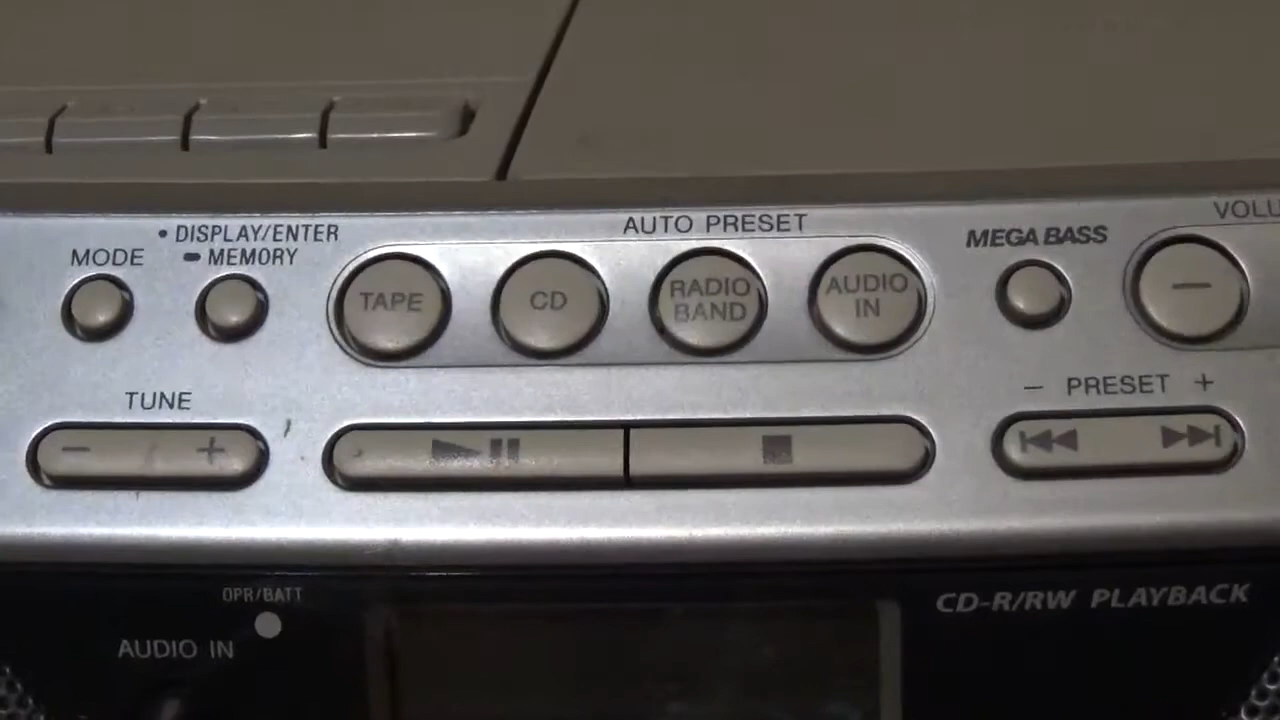 AUTO PRESET
VOLU
• DISPLAY/ENTER
MEGA BASS
MODE
MEMORY
TAPE
CD
RADIO
BAND
AUDIO
IN
−
− PRESET +
TUNE
− +
OPR/BATT
CD-R/RW PLAYBACK
AUDIO IN